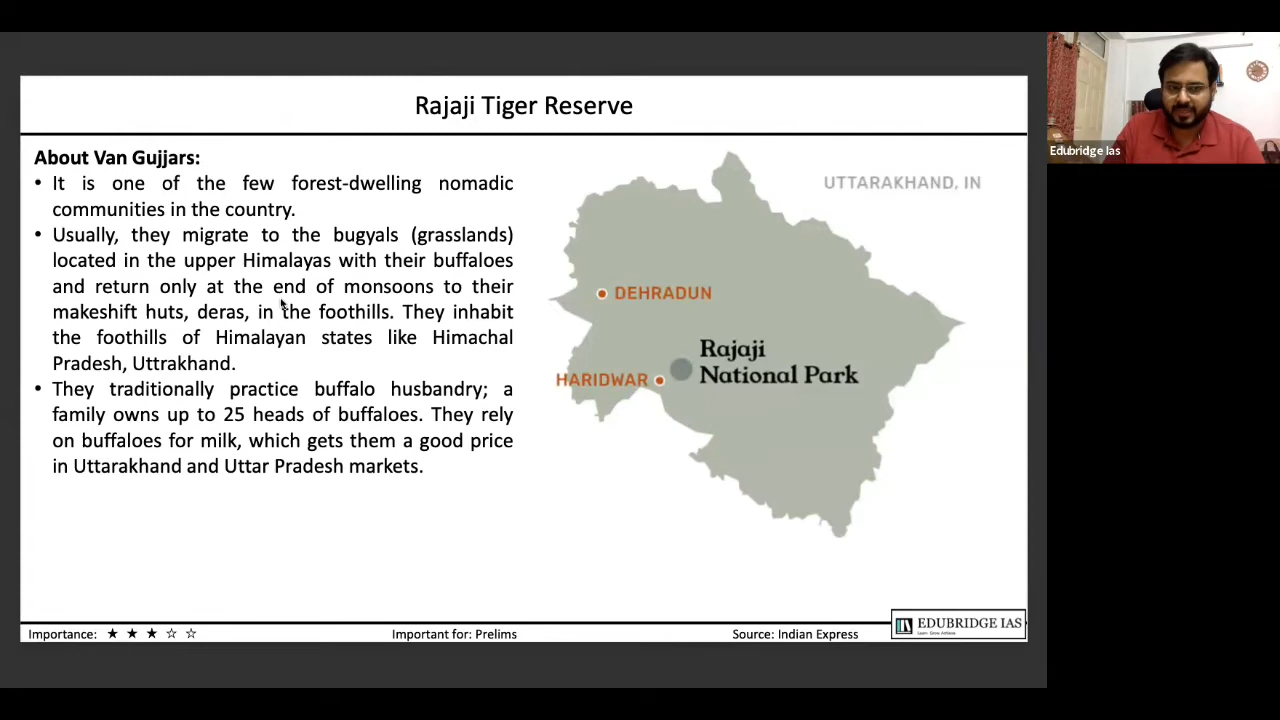 Rajaji Tiger Reserve
About Van Gujjars:
• It is one of the few forest-dwelling nomadic
communities in the country.
• Usually, they migrate to the bugyals (grasslands)
located in the upper Himalayas with their buffaloes
and return only at the end of monsoons to their
makeshift huts, deras, in the foothills. They inhabit
the foothills of Himalayan states like Himachal
Pradesh, Uttrakhand.
• They traditionally practice buffalo husbandry; a
family owns up to 25 heads of buffaloes. They rely
on buffaloes for milk, which gets them a good price
in Uttarakhand and Uttar Pradesh markets.
UTTARAKHAND, IN
DEHRADUN
Rajaji
National Park
HARIDWAR
Importance: ★ ★ ★ ☆ ☆
Important for: Prelims
Source: Indian Express
EDUBRIDGE IAS
Learn Grow Achieve
Edubridge Ias